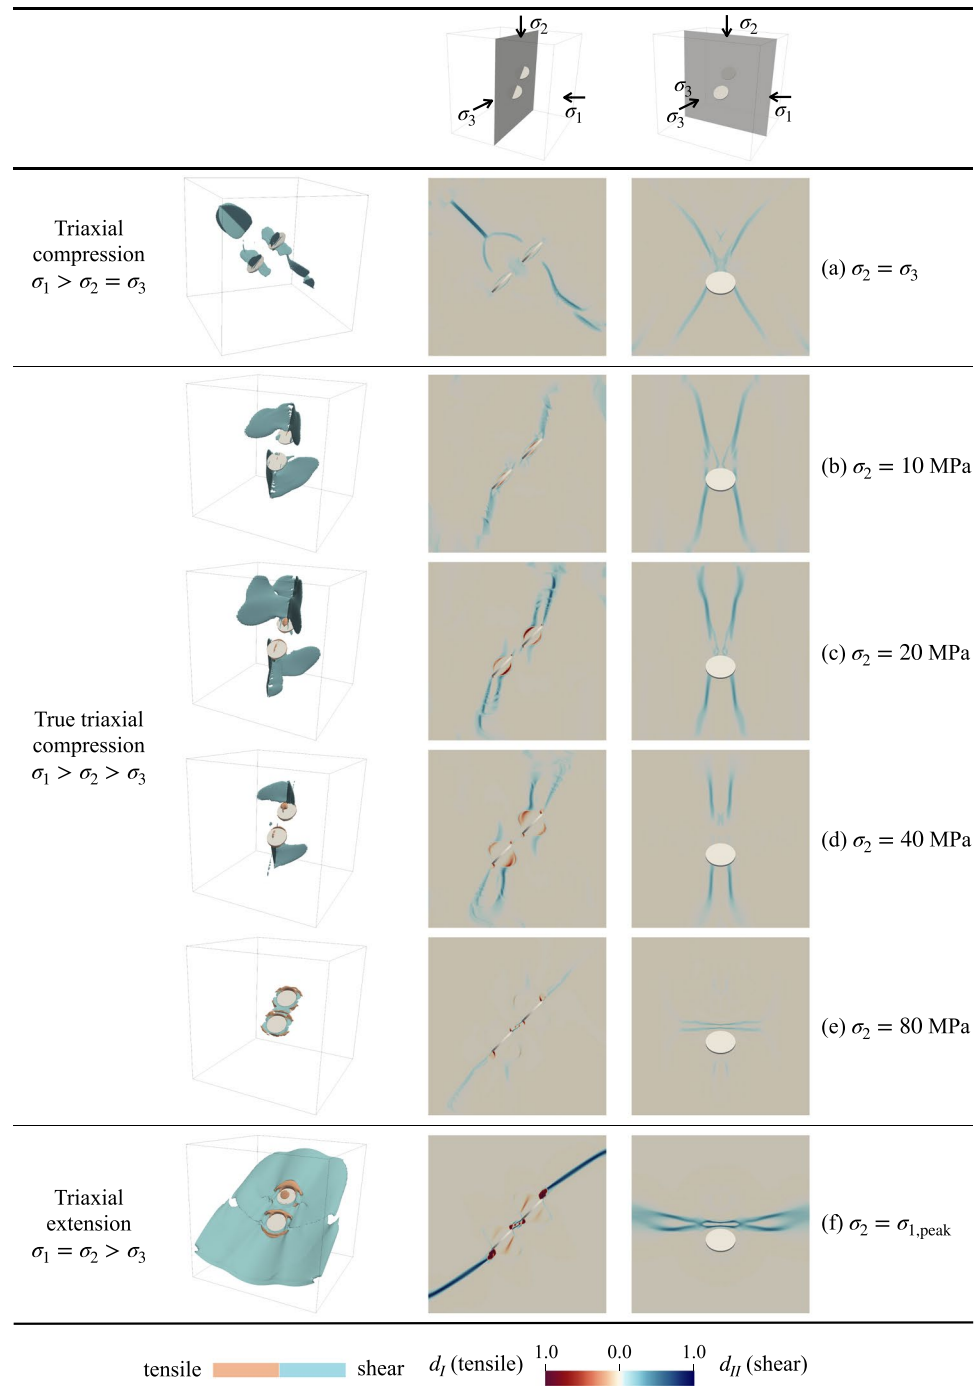 σ₂
σ₃
σ₁
σ₂
σ₃
σ₃
σ₁
Triaxial
compression
σ₁ > σ₂ = σ₃
(a) σ₂ = σ₃
(b) σ₂ = 10 MPa
(c) σ₂ = 20 MPa
True triaxial
compression
σ₁ > σ₂ > σ₃
(d) σ₂ = 40 MPa
(e) σ₂ = 80 MPa
Triaxial
extension
σ₁ = σ₂ > σ₃
(f) σ₂ = σ₁,peak
tensile shear
d_I (tensile) 1.0 0.0 1.0 d_II (shear)